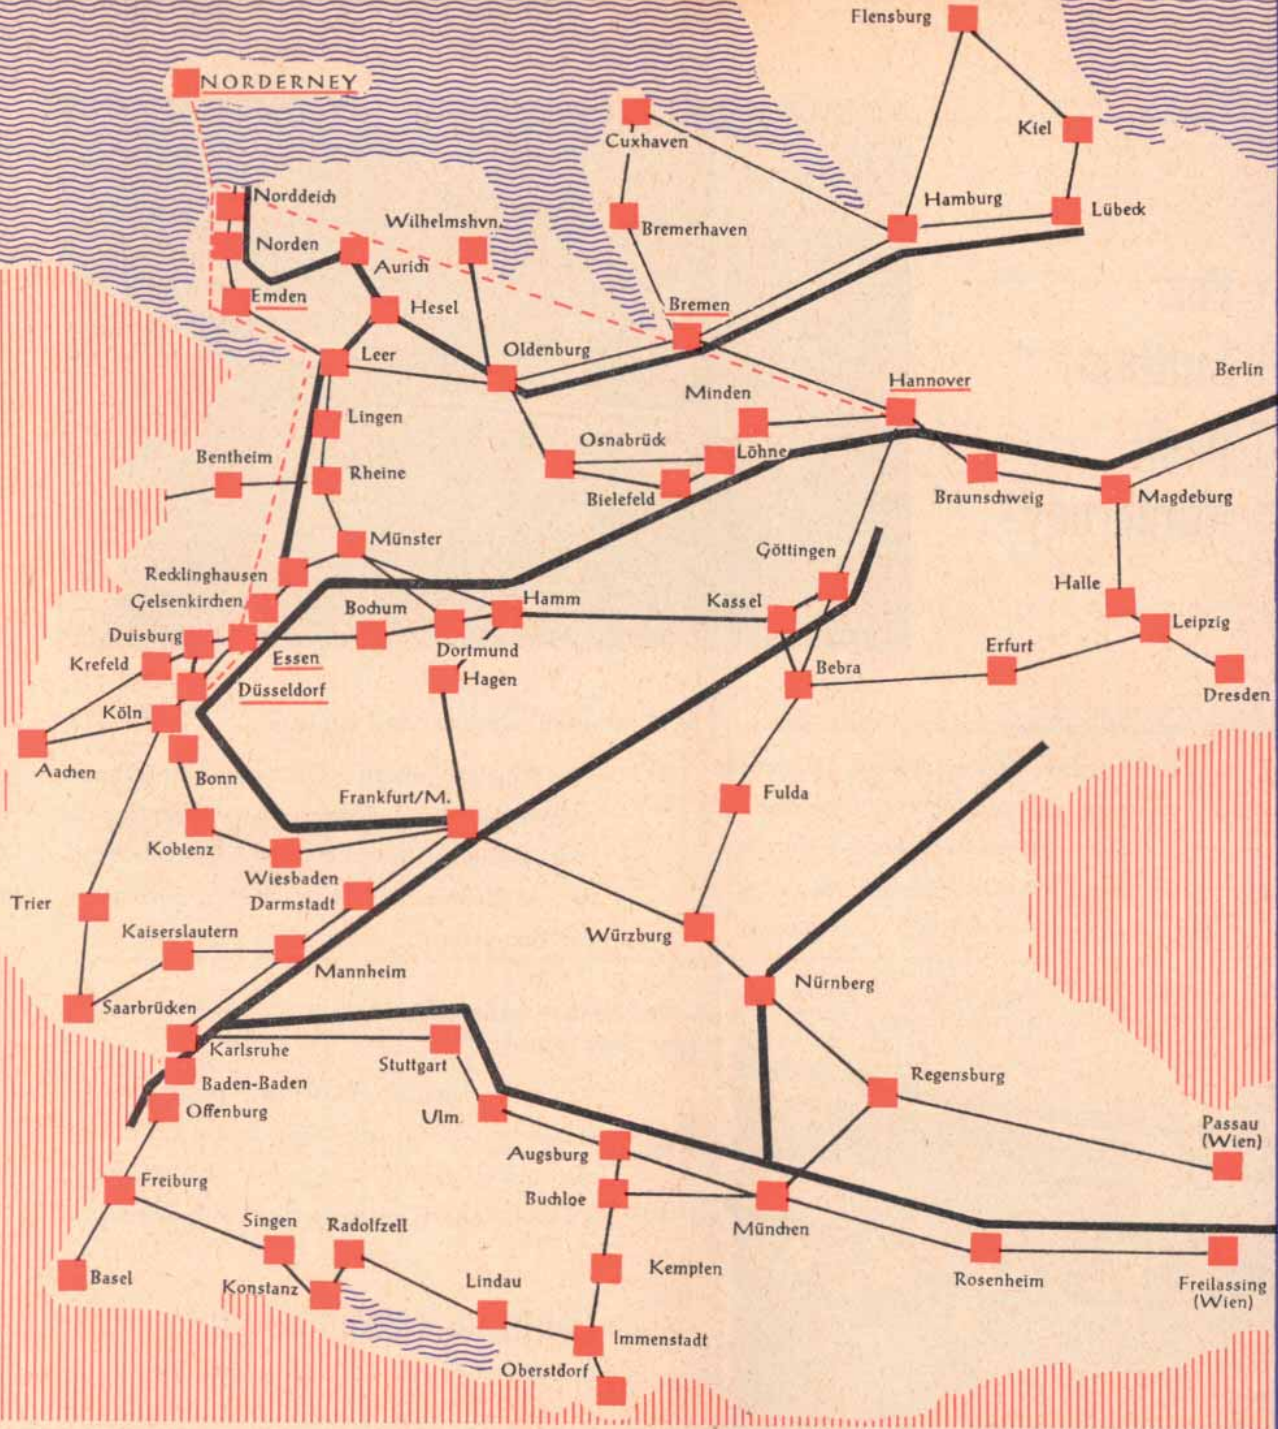 Flensburg
NORDERNEY
Kiel
Cuxhaven
Norddeich
Hamburg
Lübeck
Wilhelmshvn.
Bremerhaven
Norden
Aurich
Emden
Hesel
Bremen
Leer
Oldenburg
Berlin
Hannover
Minden
Lingen
Osnabrück
Löhne
Bentheim
Rheine
Bielefeld
Braunschweig
Magdeburg
Münster
Göttingen
Recklinghausen
Halle
Gelsenkirchen
Bochum
Hamm
Kassel
Leipzig
Duisburg
Dortmund
Erfurt
Krefeld
Essen
Hagen
Bebra
Düsseldorf
Dresden
Köln
Aachen
Bonn
Frankfurt/M.
Fulda
Koblenz
Wiesbaden
Trier
Darmstadt
Kaiserslautern
Würzburg
Mannheim
Nürnberg
Saarbrücken
Karlsruhe
Stuttgart
Regensburg
Baden-Baden
Offenburg
Ulm.
Passau
(Wien)
Augsburg
Freiburg
Buchloe
Singen
Radolfzell
München
Basel
Konstanz
Lindau
Kempten
Rosenheim
Freilassing
(Wien)
Immenstadt
Oberstdorf